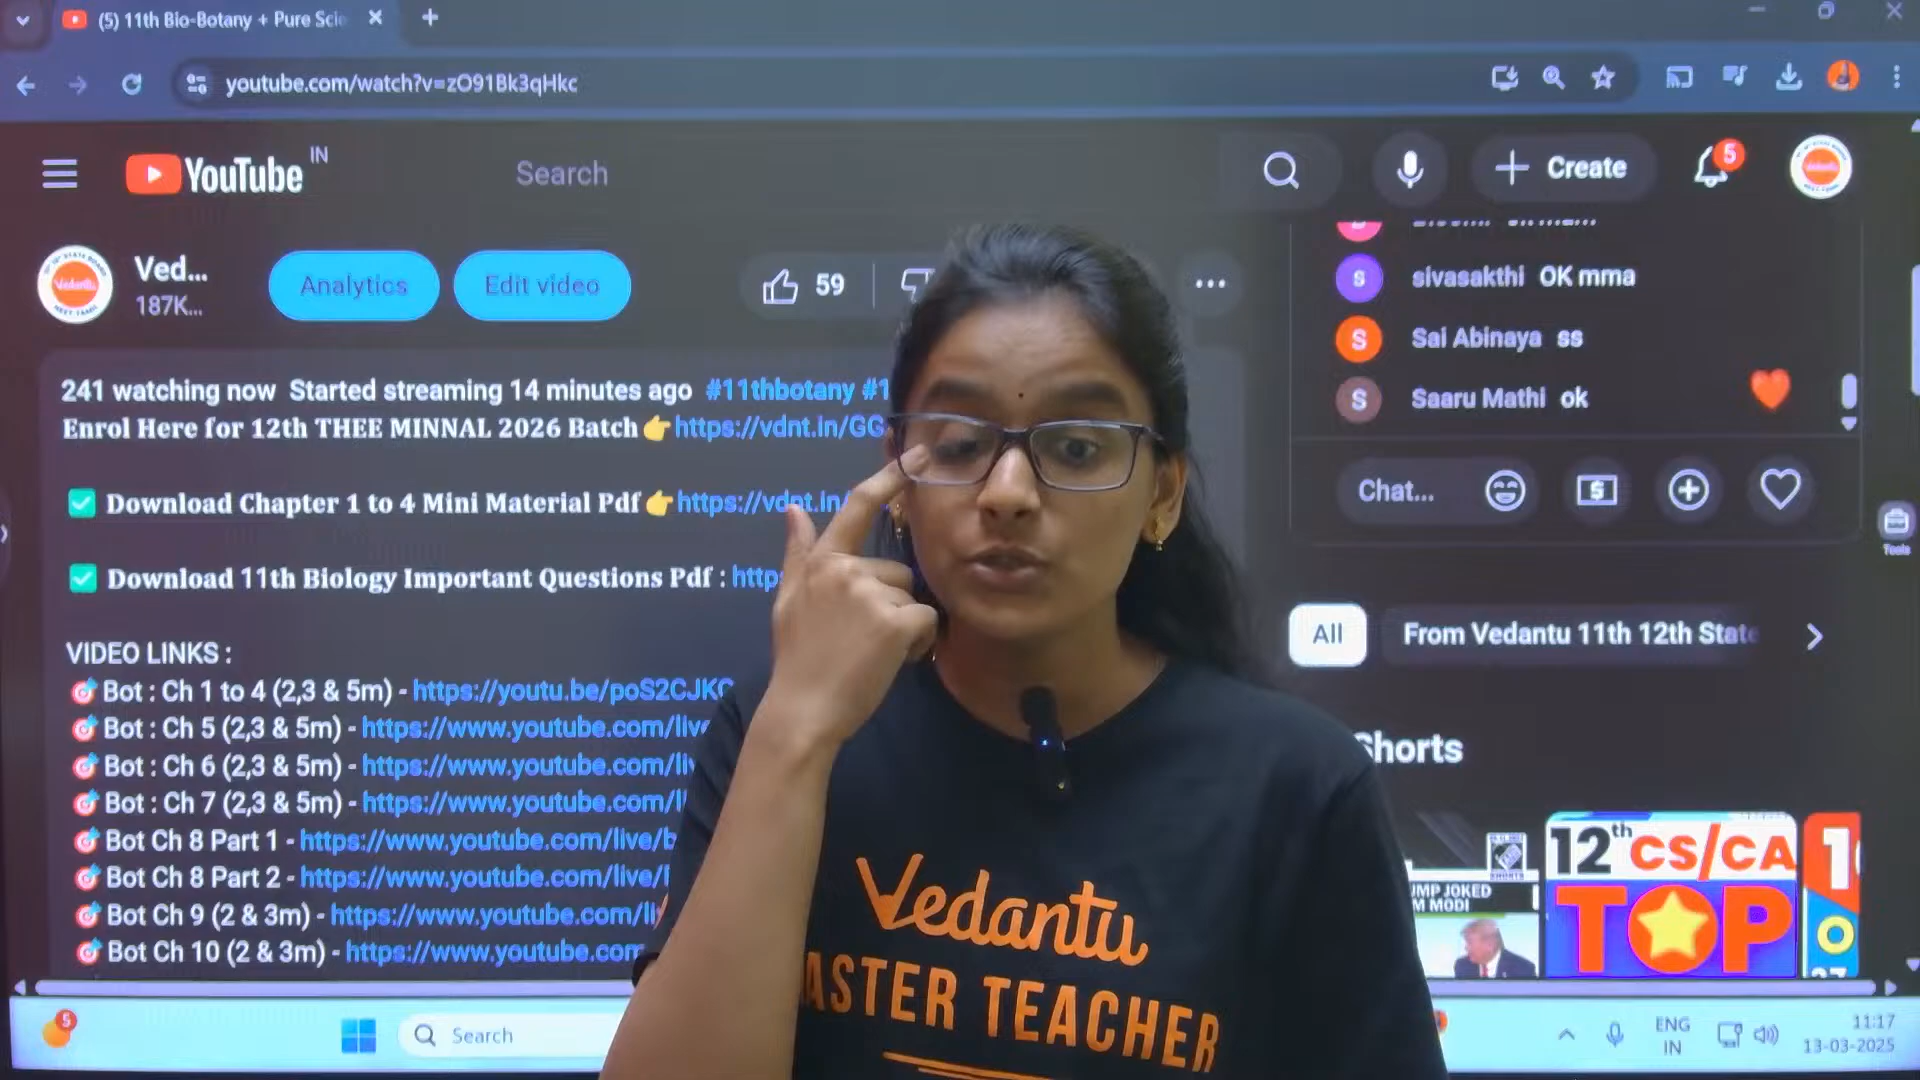 (5) 11th Bio-Botany + Pure Scie
youtube.com/watch?v=zO91Bk3qHkc
YouTube IN
Search
Create
5
Ved...
187K...
Analytics
Edit video
59
sivasakthi OK mma
Sai Abinaya ss
Saaru Mathi ok
Chat...
241 watching now Started streaming 14 minutes ago #11thbotany #1
Enrol Here for 12th THEE MINNAL 2026 Batch 👉 https://vdnt.in/GG
✅ Download Chapter 1 to 4 Mini Material Pdf 👉 https://vdnt.in/
✅ Download 11th Biology Important Questions Pdf : https
VIDEO LINKS :
🎯 Bot : Ch 1 to 4 (2,3 & 5m) - https://youtu.be/poS2CJKC
🎯 Bot : Ch 5 (2,3 & 5m) - https://www.youtube.com/live
🎯 Bot : Ch 6 (2,3 & 5m) - https://www.youtube.com/liv
🎯 Bot : Ch 7 (2,3 & 5m) - https://www.youtube.com/li
🎯 Bot Ch 8 Part 1 - https://www.youtube.com/live/b
🎯 Bot Ch 8 Part 2 - https://www.youtube.com/live/
🎯 Bot Ch 9 (2 & 3m) - https://www.youtube.com/li
🎯 Bot Ch 10 (2 & 3m) - https://www.youtube.com
Tools
All
From Vedantu 11th 12th State
Shorts
UMP JOKED
M MODI
12th CS/CA
TOP
Vedantu
ASTER TEACHER
5
Search
ENG
IN
11:17
13-03-2025